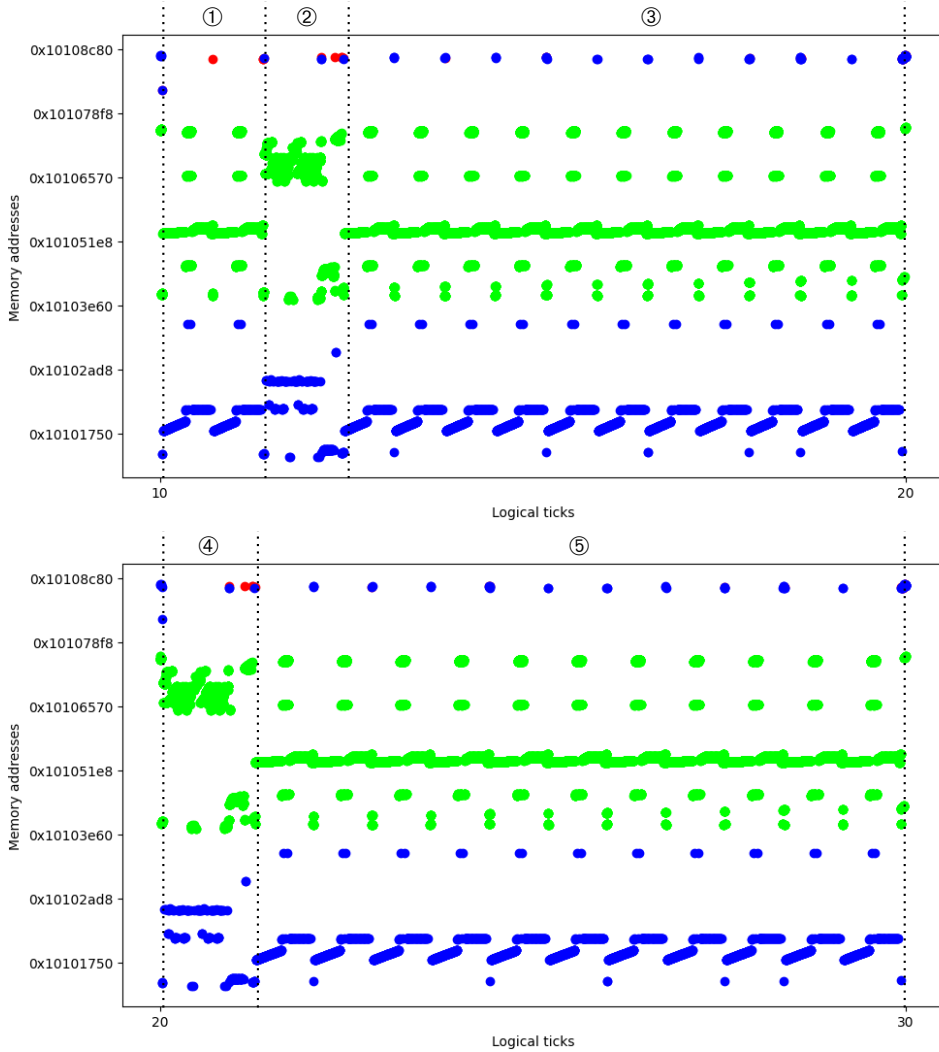 ① ② ③
0x10108c80
0x101078f8
0x10106570
0x101051e8
0x10103e60
0x10102ad8
0x10101750
Memory addresses
10 20
Logical ticks
④ ⑤
0x10108c80
0x101078f8
0x10106570
0x101051e8
0x10103e60
0x10102ad8
0x10101750
Memory addresses
20 30
Logical ticks